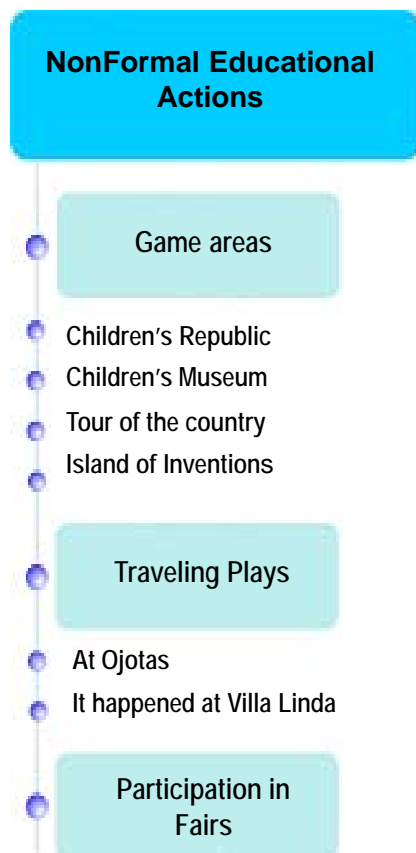 NonFormal Educational
Actions
Game areas
Children's Republic
Children's Museum
Tour of the country
Island of Inventions
Traveling Plays
At Ojotas
It happened at Villa Linda
Participation in
Fairs